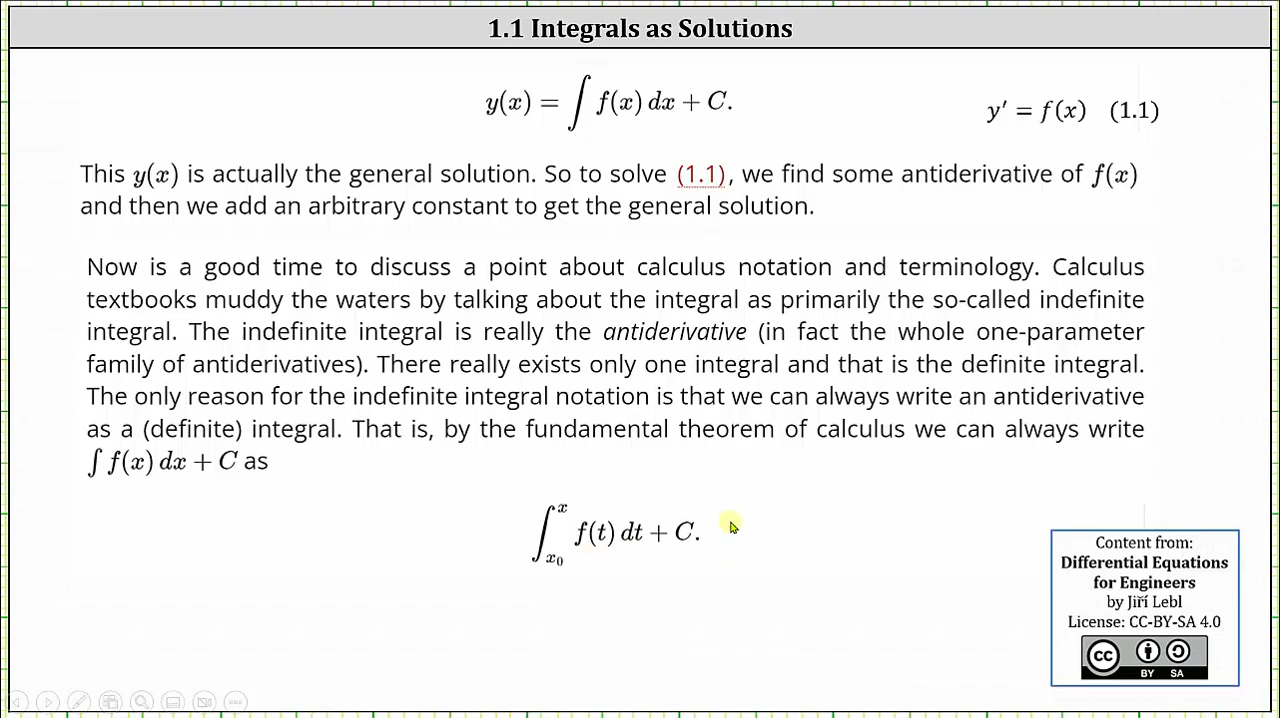 1.1 Integrals as Solutions
y(x) = ∫ f(x) dx + C.
y′ = f(x) (1.1)
This y(x) is actually the general solution. So to solve (1.1), we find some antiderivative of f(x)
and then we add an arbitrary constant to get the general solution.
Now is a good time to discuss a point about calculus notation and terminology. Calculus
textbooks muddy the waters by talking about the integral as primarily the so-called indefinite
integral. The indefinite integral is really the antiderivative (in fact the whole one-parameter
family of antiderivatives). There really exists only one integral and that is the definite integral.
The only reason for the indefinite integral notation is that we can always write an antiderivative
as a (definite) integral. That is, by the fundamental theorem of calculus we can always write
∫ f(x) dx + C as
∫ₓ₀ˣ f(t) dt + C.
Content from:
Differential Equations
for Engineers
by Jiří Lebl
License: CC-BY-SA 4.0
CC
BY SA